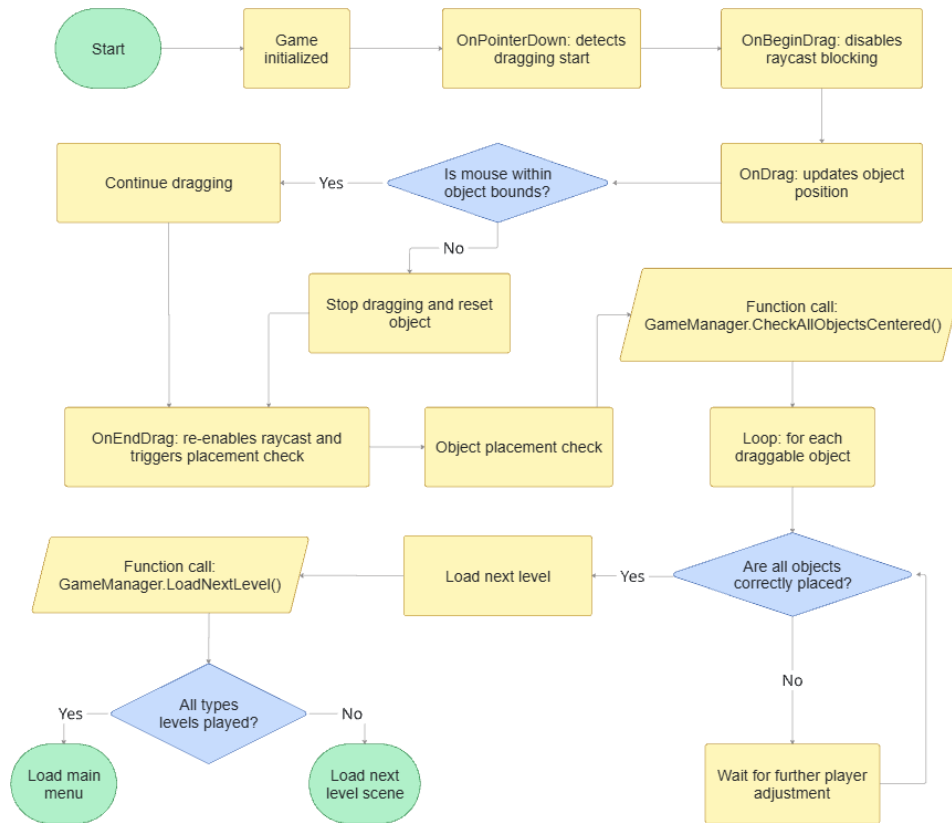 Start
Game
initialized
OnPointerDown: detects
dragging start
OnBeginDrag: disables
raycast blocking
Continue dragging
Yes
Is mouse within
object bounds?
OnDrag: updates object
position
No
Stop dragging and reset
object
Function call:
GameManager.CheckAllObjectsCentered()
OnEndDrag: re-enables raycast and
triggers placement check
Object placement check
Loop: for each
draggable object
Function call:
GameManager.LoadNextLevel()
Load next level
Yes
Are all objects
correctly placed?
No
All types
levels played?
Yes
No
Load main
menu
Load next
level scene
Wait for further player
adjustment